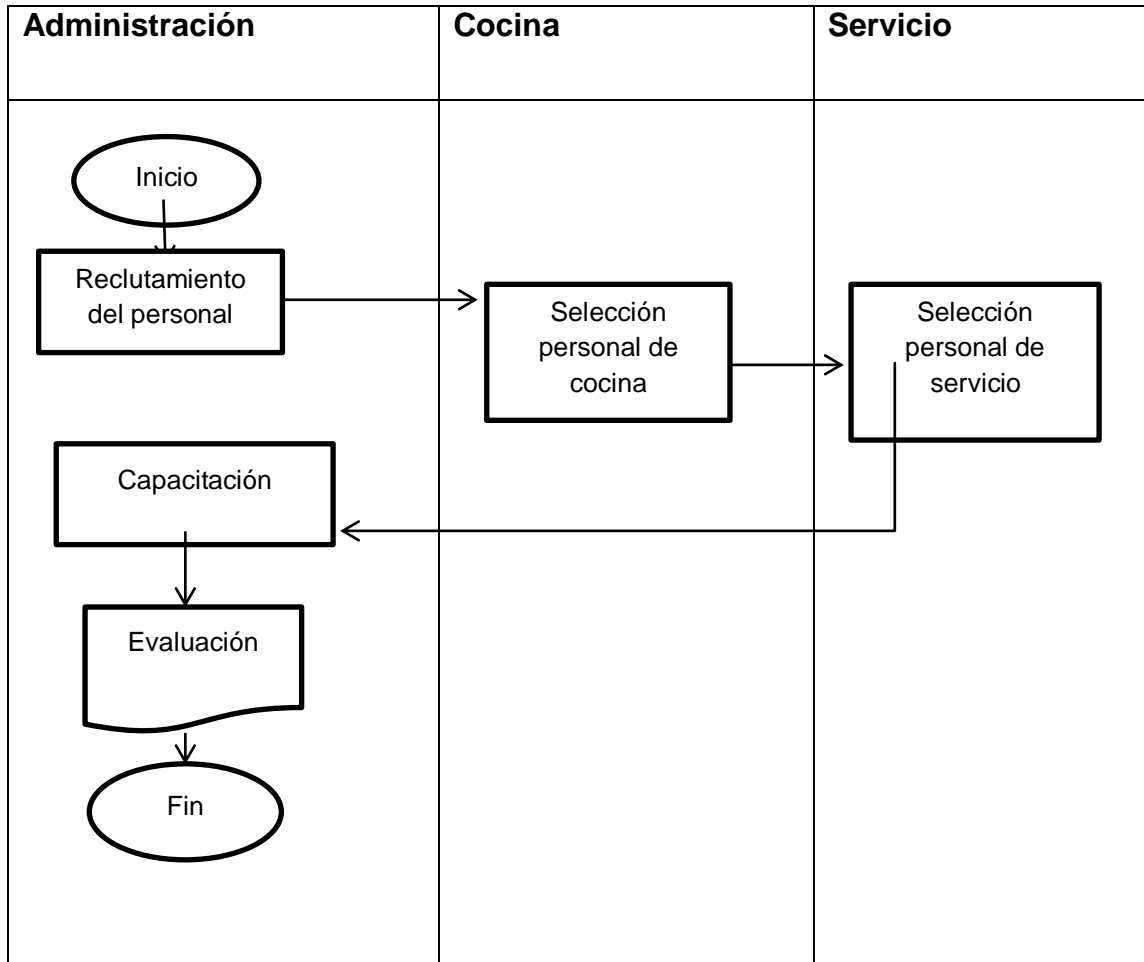 Administración
Cocina
Servicio
Inicio
Reclutamiento
del personal
Selección
personal de
cocina
Selección
personal de
servicio
Capacitación
Evaluación
Fin